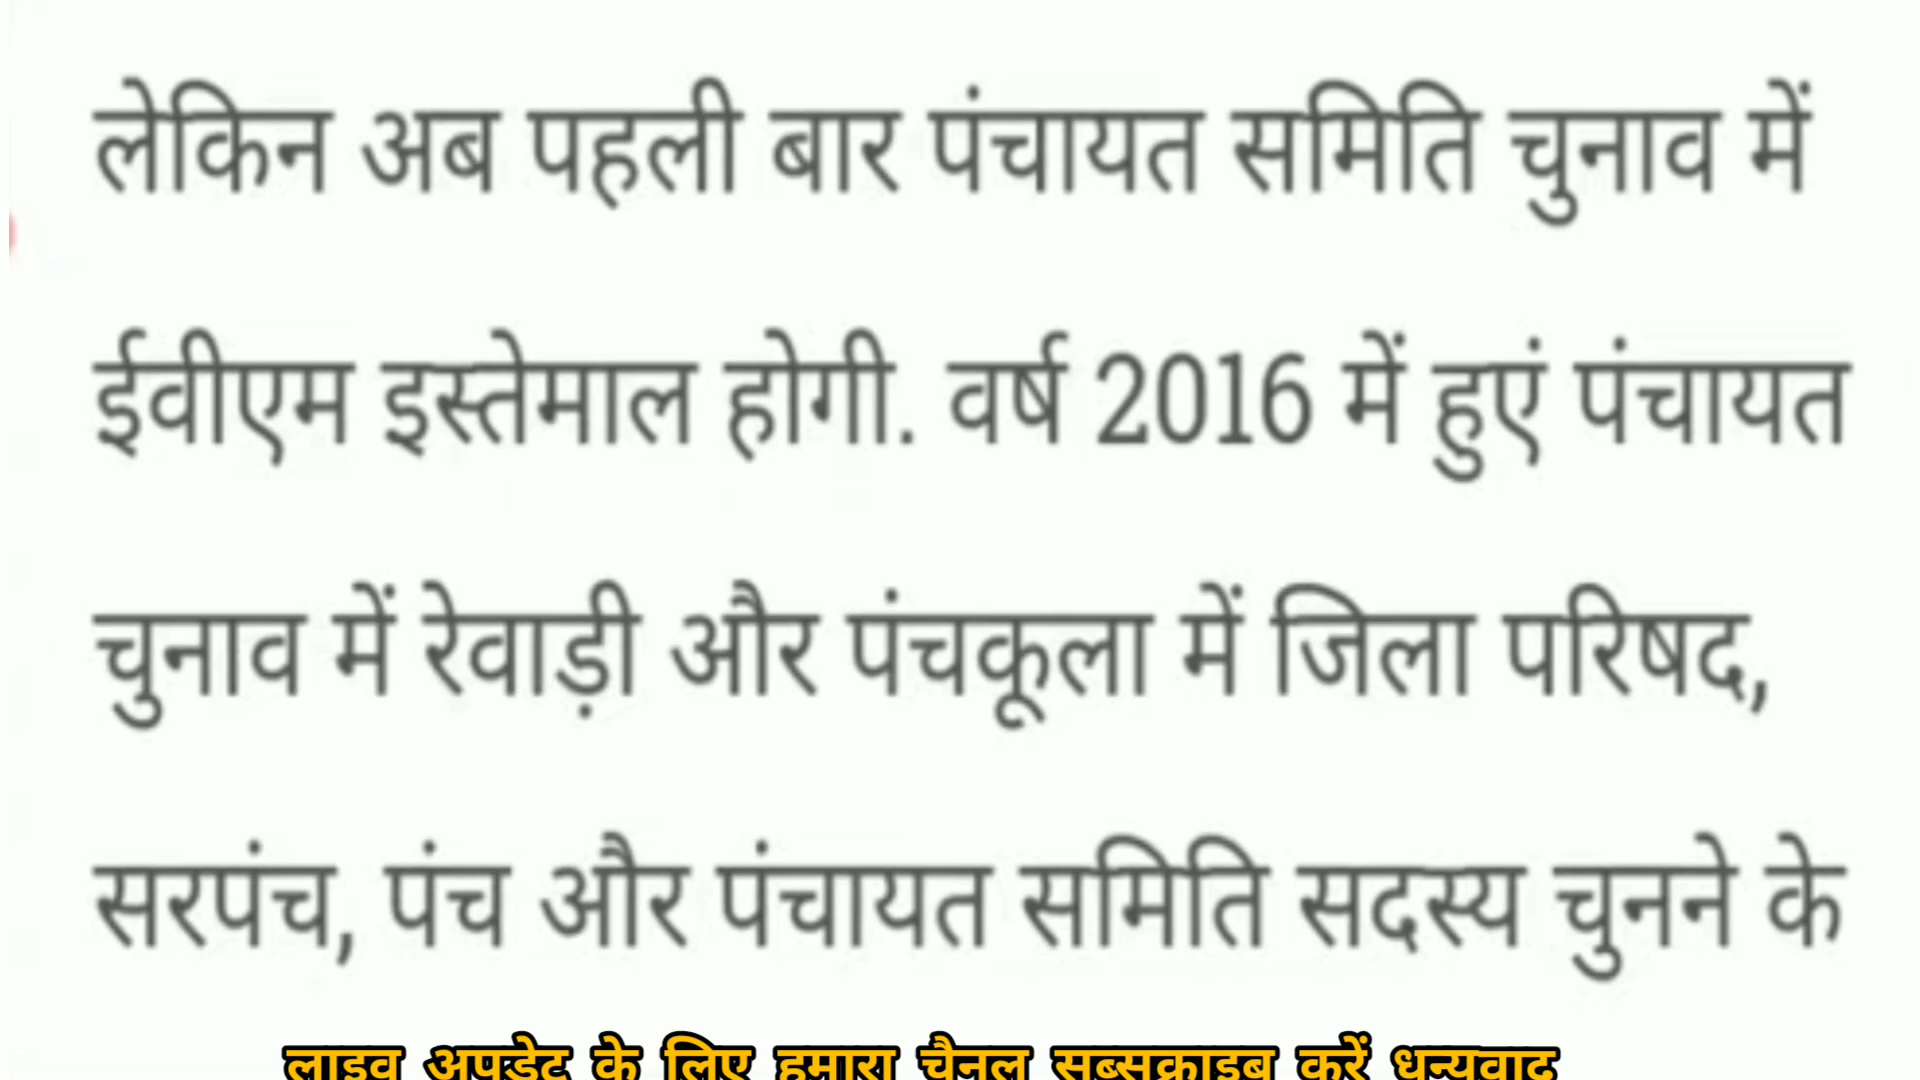 लेकिन अब पहली बार पंचायत समिति चुनाव में
ईवीएम इस्तेमाल होगी. वर्ष 2016 में हुएं पंचायत
चुनाव में रेवाड़ी और पंचकूला में जिला परिषद,
सरपंच, पंच और पंचायत समिति सदस्य चुनने के
लाइव अपडेट के लिए हमारा चैनल सब्सक्राइब करें धन्यवाद